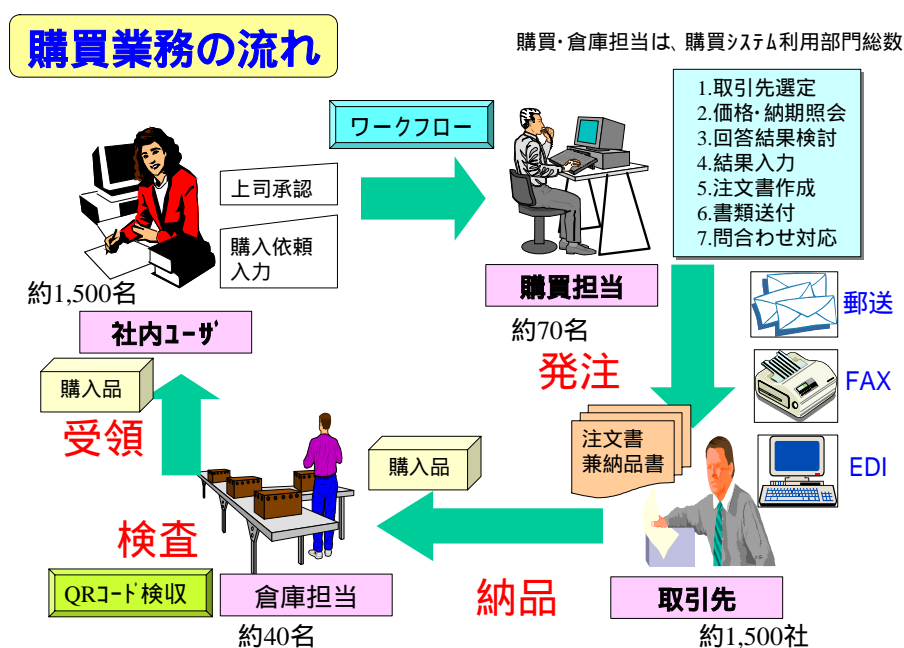 購買業務の流れ
購買・倉庫担当は、購買ｼｽﾃﾑ利用部門総数
ワークフロー
1.取引先選定
2.価格・納期照会
3.回答結果検討
4.結果入力
5.注文書作成
6.書類送付
7.問合わせ対応
上司承認
購入依頼
入力
約1,500名
社内ﾕｰｻﾞ
購買担当
約70名
発注
郵送
FAX
EDI
注文書
兼納品書
購入品
受領
購入品
検査
QRｺｰﾄﾞ検収
倉庫担当
約40名
納品
取引先
約1,500社